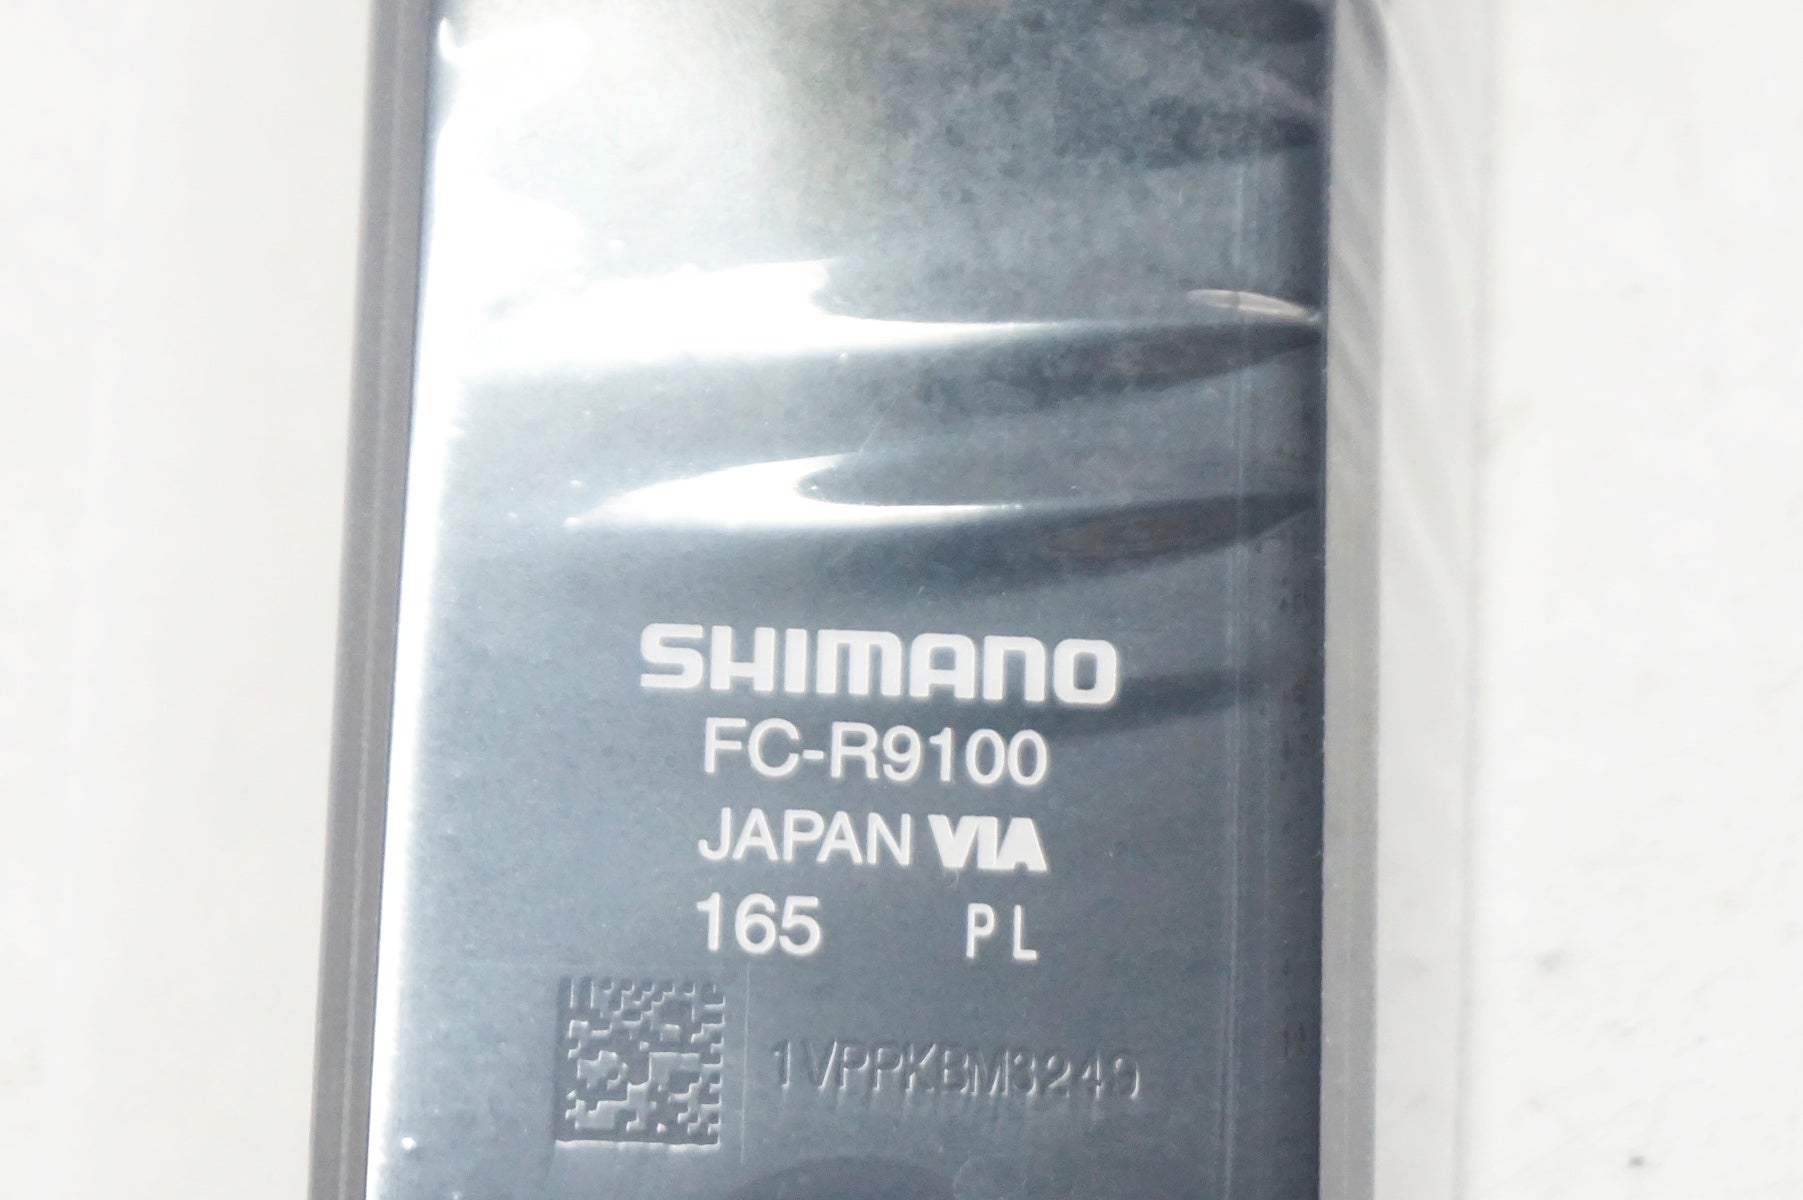 SHIMANO
FC-R9100
JAPAN VIA
165 PL
1VPPKBM3249